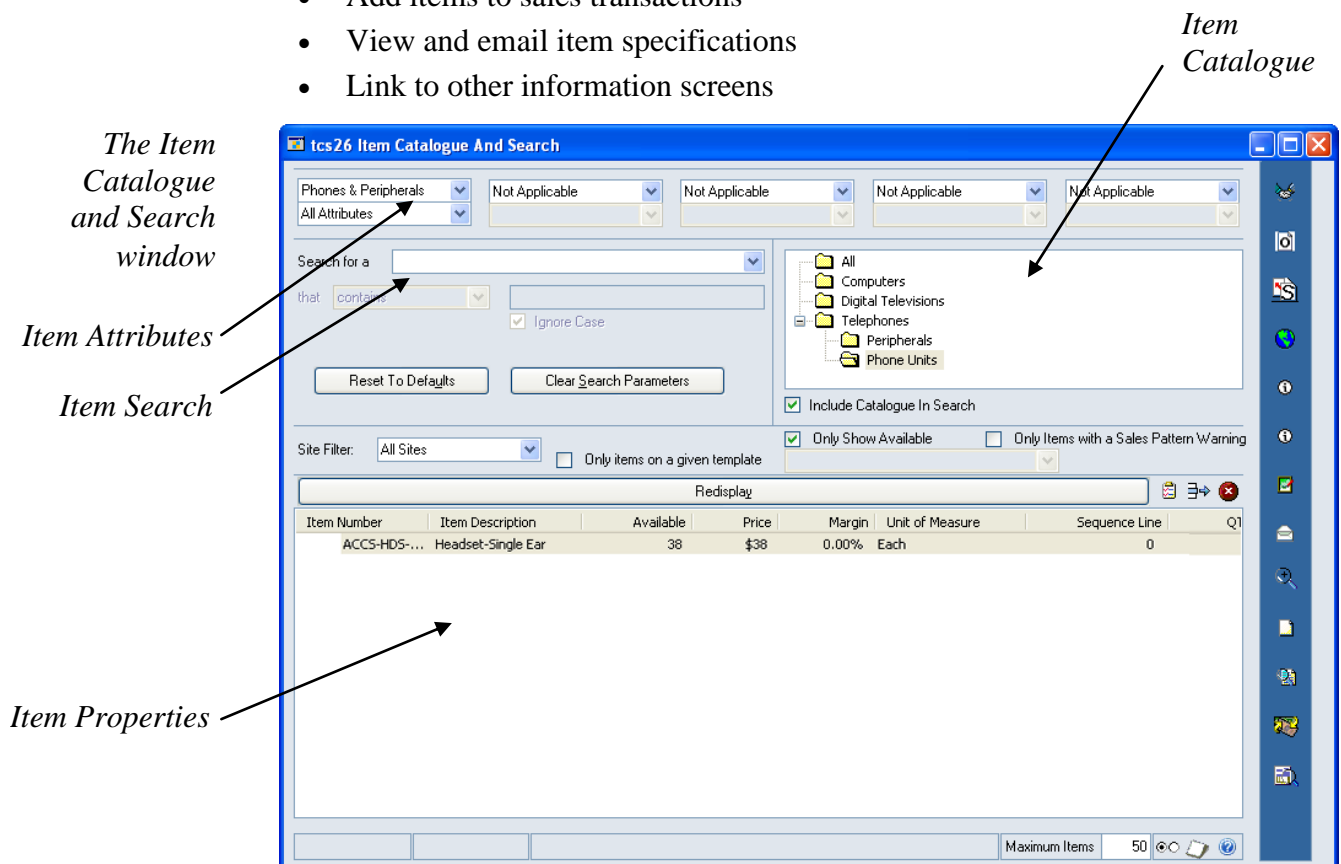 • Add items to sales transactions
• View and email item specifications
• Link to other information screens
Item
Catalogue
The Item
Catalogue
and Search
window
Item Attributes
Item Search
Item Properties
tcs26 Item Catalogue And Search
Phones & Peripherals Not Applicable Not Applicable Not Applicable Not Applicable
All Attributes
Search for a
that contains
Ignore Case
Reset To Defaults Clear Search Parameters
All
Computers
Digital Televisions
Telephones
Peripherals
Phone Units
Include Catalogue In Search
Site Filter: All Sites Only items on a given template
Only Show Available Only Items with a Sales Pattern Warning
Redisplay
Item Number Item Description Available Price Margin Unit of Measure Sequence Line
ACCS-HDS-... Headset-Single Ear 38 $38 0.00% Each 0
Maximum Items 50